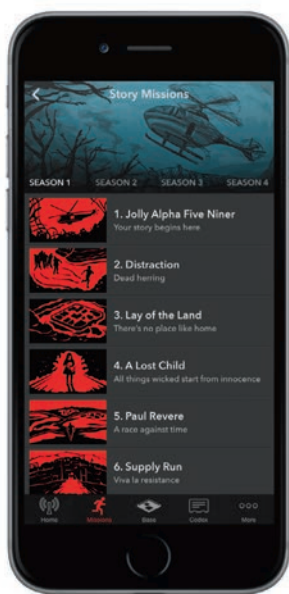 Story Missions
SEASON 1 SEASON 2 SEASON 3 SEASON 4
1. Jolly Alpha Five Niner
Your story begins here
2. Distraction
Dead herring
3. Lay of the Land
There's no place like home
4. A Lost Child
All things wicked start from innocence
5. Paul Revere
A race against time
6. Supply Run
Viva la resistance
Home Missions Base Codex More